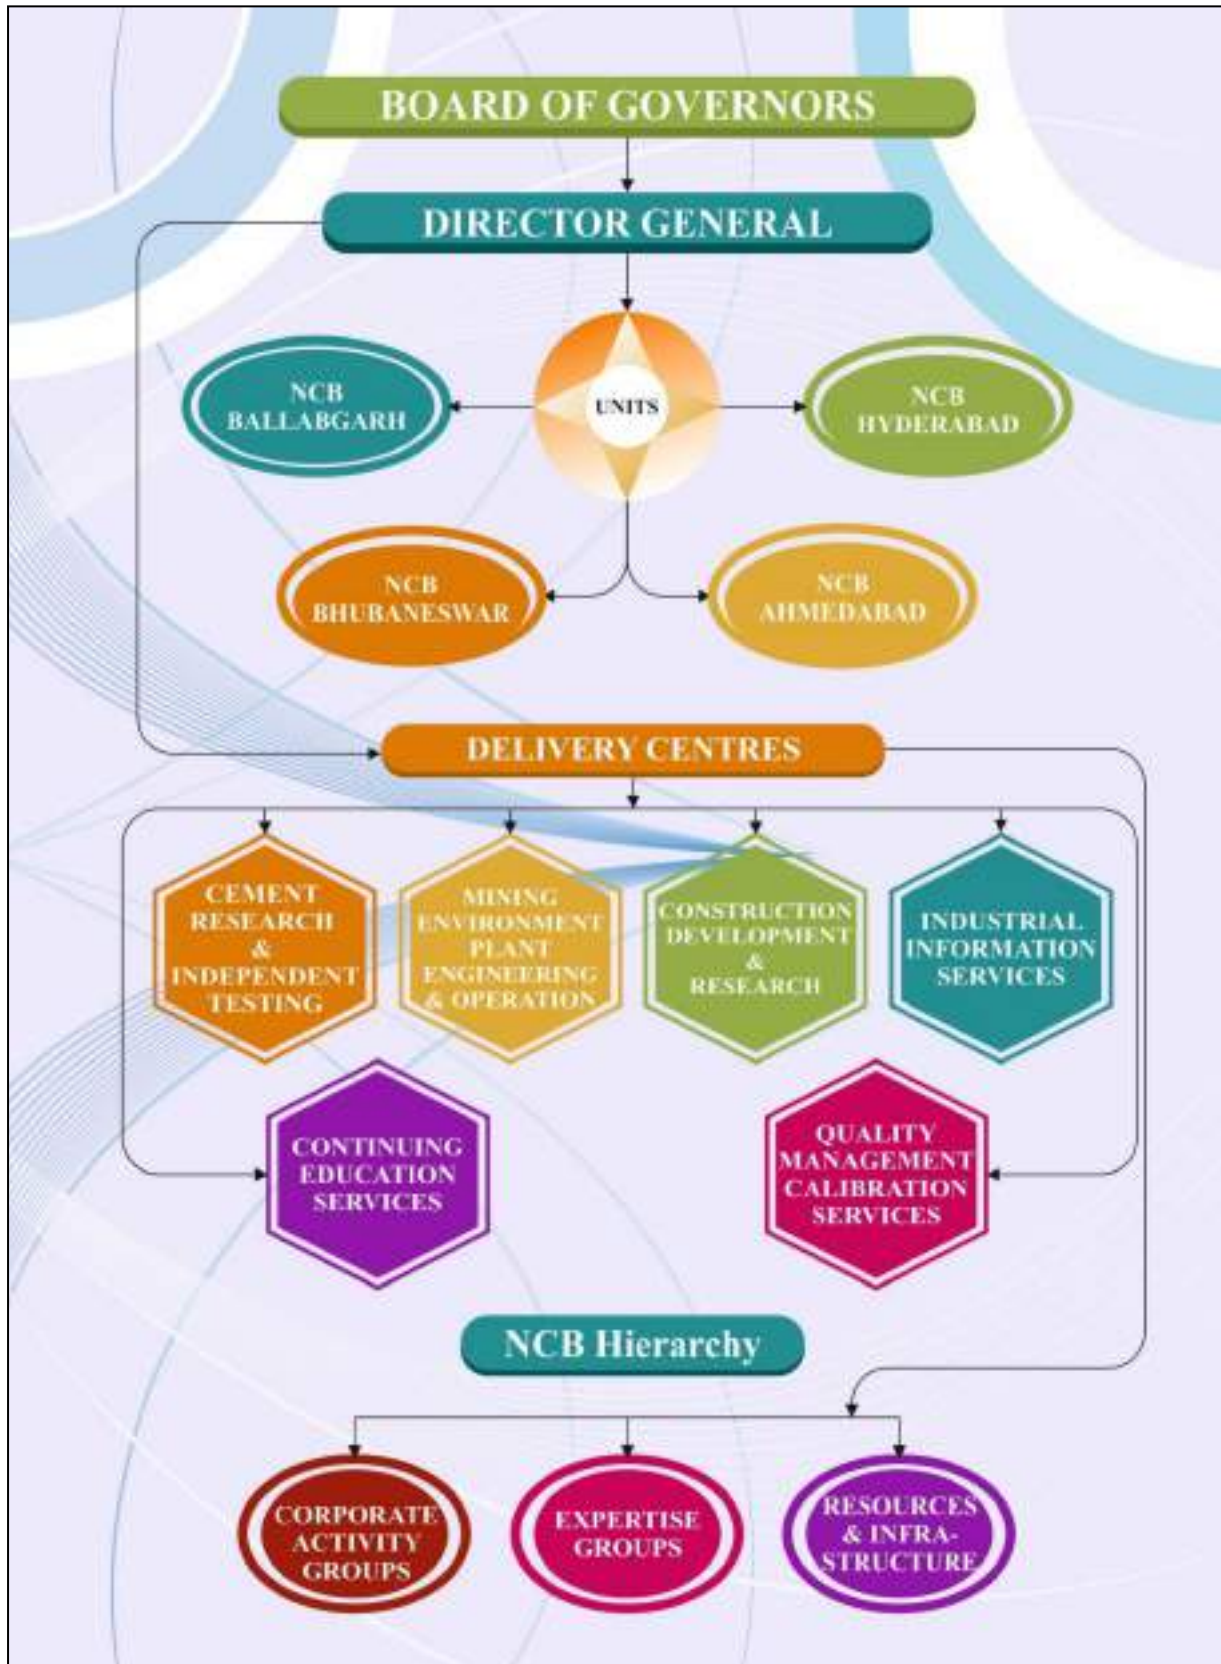 BOARD OF GOVERNORS
DIRECTOR GENERAL
UNITS
NCB
BALLABGARH
NCB
HYDERABAD
NCB
BHUBANESWAR
NCB
AHMEDABAD
DELIVERY CENTRES
CEMENT
RESEARCH
&
INDEPENDENT
TESTING
MINING
ENVIRONMENT
PLANT
ENGINEERING
& OPERATION
CONSTRUCTION
DEVELOPMENT
&
RESEARCH
INDUSTRIAL
INFORMATION
SERVICES
CONTINUING
EDUCATION
SERVICES
QUALITY
MANAGEMENT
CALIBRATION
SERVICES
NCB Hierarchy
CORPORATE
ACTIVITY
GROUPS
EXPERTISE
GROUPS
RESOURCES
& INFRA-
STRUCTURE